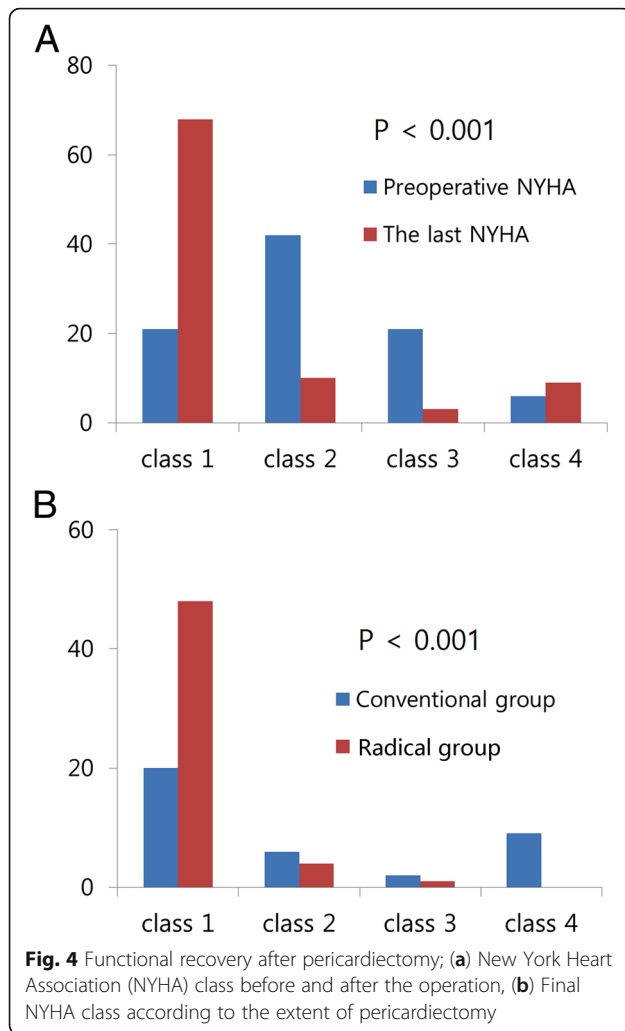 A
80
60
40
20
0
P < 0.001
Preoperative NYHA
The last NYHA
class 1 class 2 class 3 class 4
B
60
40
20
0
P < 0.001
Conventional group
Radical group
class 1 class 2 class 3 class 4
Fig. 4 Functional recovery after pericardiectomy; (a) New York Heart
Association (NYHA) class before and after the operation, (b) Final
NYHA class according to the extent of pericardiectomy